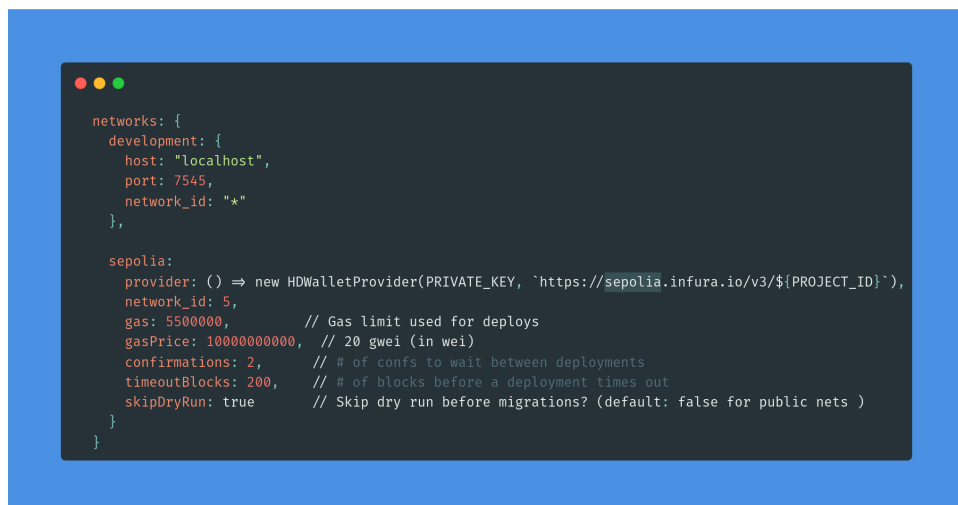 networks: {
  development: {
    host: "localhost",
    port: 7545,
    network_id: "*"
  },
  sepolia:
    provider: () => new HDWalletProvider(PRIVATE_KEY, `https://sepolia.infura.io/v3/${PROJECT_ID}`),
    network_id: 5,
    gas: 5500000,         // Gas limit used for deploys
    gasPrice: 10000000000,  // 20 gwei (in wei)
    confirmations: 2,      // # of confs to wait between deployments
    timeoutBlocks: 200,    // # of blocks before a deployment times out
    skipDryRun: true       // Skip dry run before migrations? (default: false for public nets )
  }
}